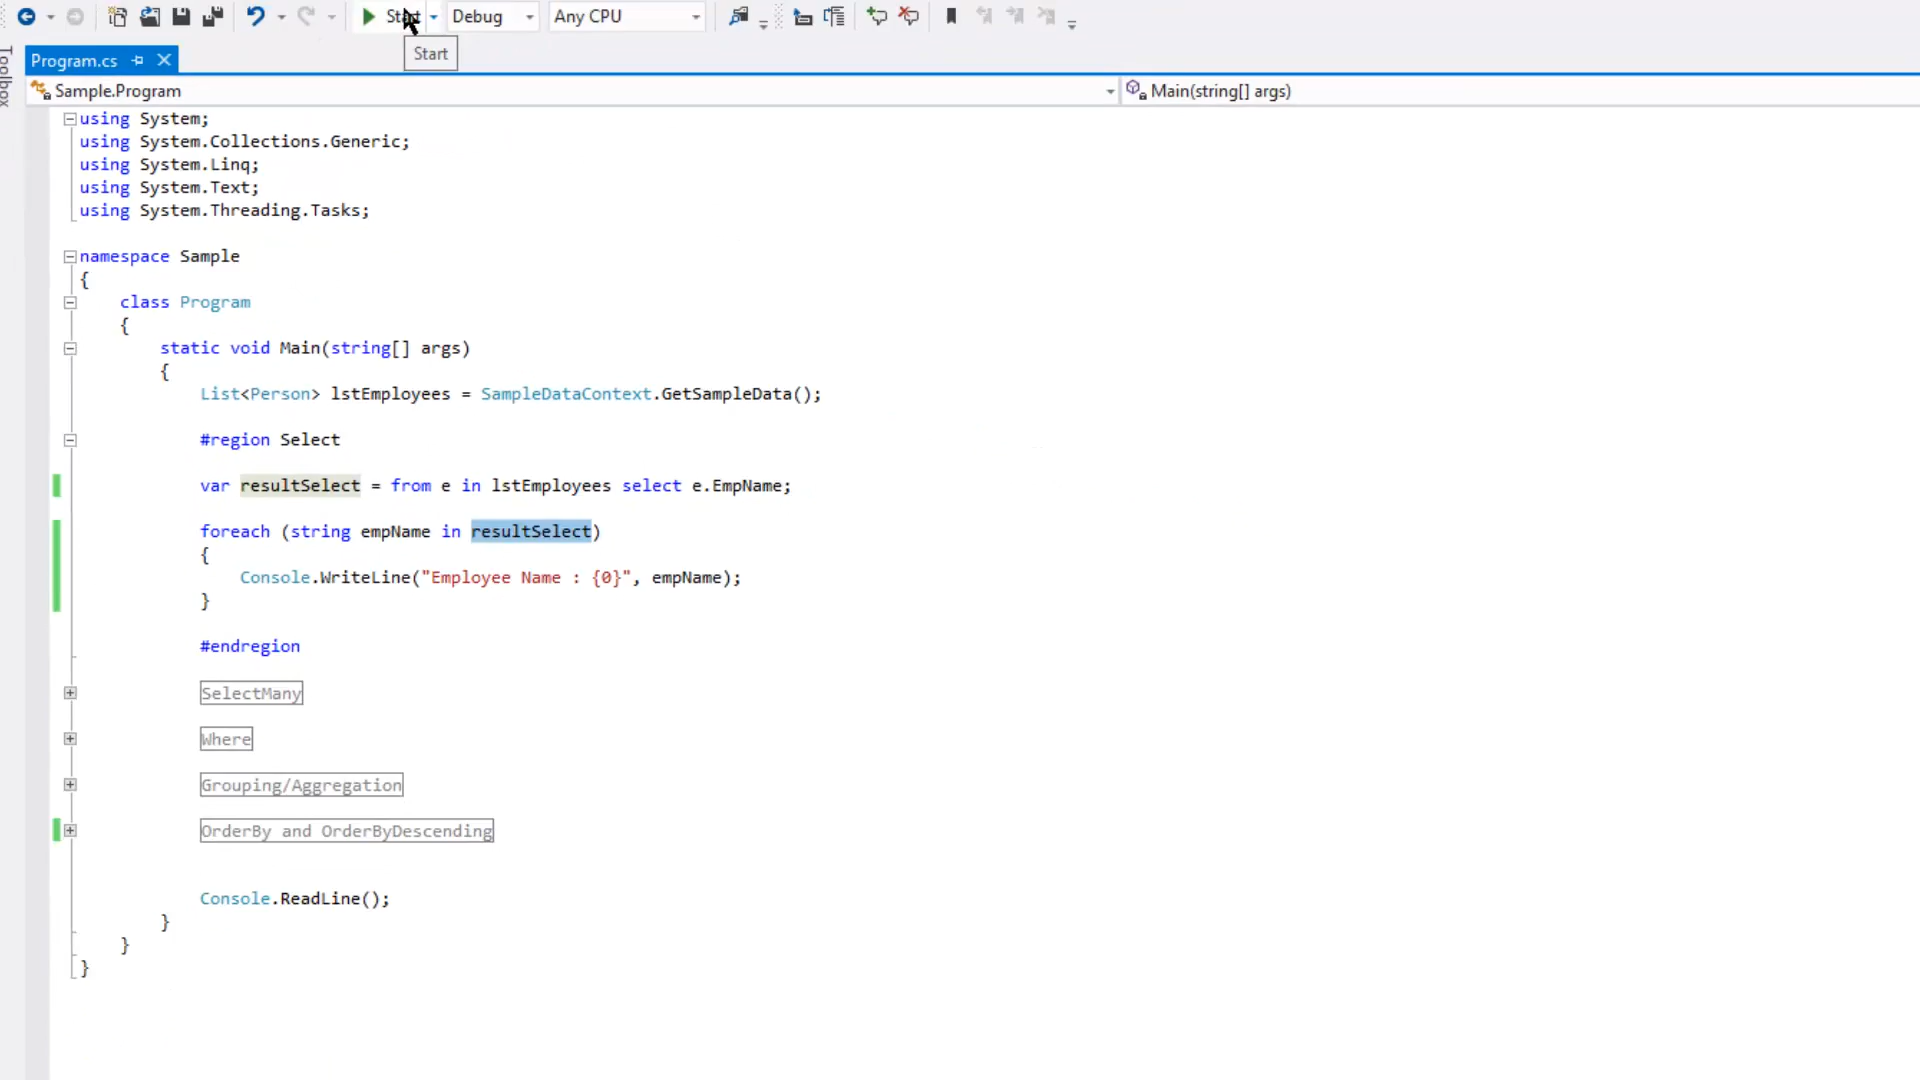 Start
Debug
Any CPU
Start
Toolbox
Program.cs
Sample.Program
Main(string[] args)
using System;
using System.Collections.Generic;
using System.Linq;
using System.Text;
using System.Threading.Tasks;
namespace Sample
{
class Program
{
static void Main(string[] args)
{
List<Person> lstEmployees = SampleDataContext.GetSampleData();
#region Select
var resultSelect = from e in lstEmployees select e.EmpName;
foreach (string empName in resultSelect)
{
Console.WriteLine("Employee Name : {0}", empName);
}
#endregion
SelectMany
Where
Grouping/Aggregation
OrderBy and OrderByDescending
Console.ReadLine();
}
}
}